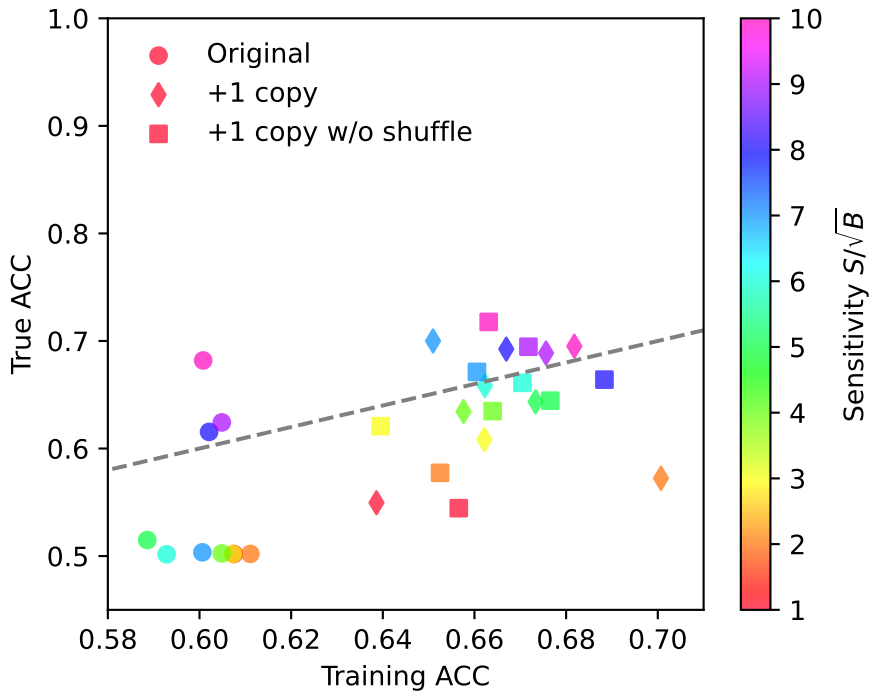 Original
+1 copy
+1 copy w/o shuffle
1.0
0.9
0.8
0.7
0.6
0.5
True ACC
0.58 0.60 0.62 0.64 0.66 0.68 0.70
Training ACC
10
9
8
7
6
5
4
3
2
1
Sensitivity S/√B